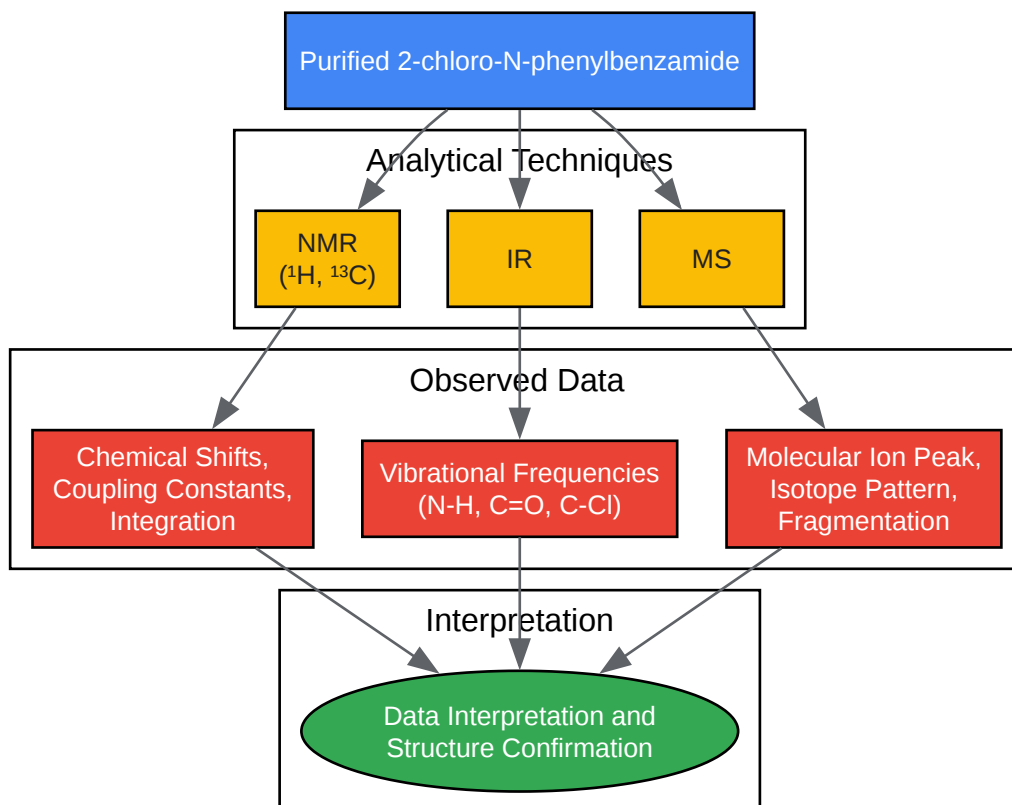 Purified 2-chloro-N-phenylbenzamide
Analytical Techniques
NMR
(¹H, ¹³C)
IR
MS
Observed Data
Chemical Shifts,
Coupling Constants,
Integration
Vibrational Frequencies
(N-H, C=O, C-Cl)
Molecular Ion Peak,
Isotope Pattern,
Fragmentation
Interpretation
Data Interpretation and
Structure Confirmation